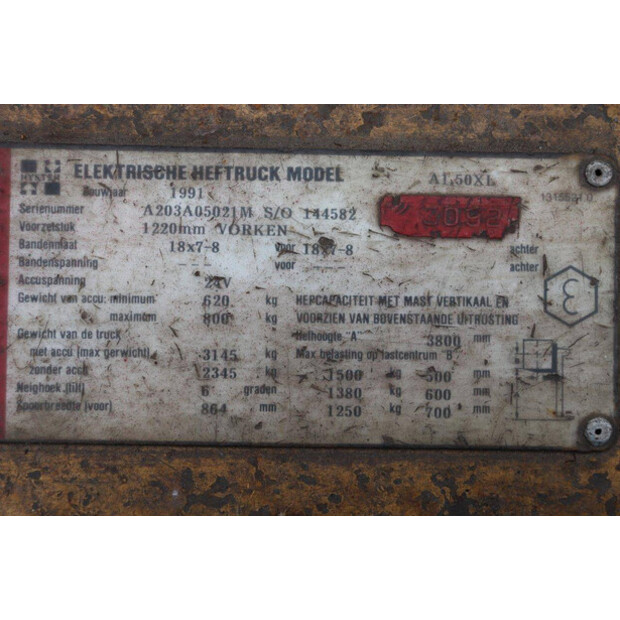 HYSTER
ELEKTRISCHE HEFTRUCK MODEL A1.50XL
Bouwjaar 1991
Serienummer A203A05021M S/O 144582
Voorzetstuk 1220mm VORKEN
Bandenmaat 18x7-8 voor 18x7-8 achter
Bandenspanning --- voor --- achter
Accuspanning 24V
Gewicht van accu: minimum 620 kg
maximum 800 kg
Gewicht van de truck
met accu (max gewicht) 3145 kg
zonder accu 2345 kg
Neighoek (tilt) 6 graden
Spoorbreedte (voor) 864 mm
HEFCAPACITEIT MET MAST VERTIKAAL EN
VOORZIEN VAN BOVENSTAANDE UITRUSTING
Hefhoogte "A" 3800 mm
Max belasting op lastcentrum "B"
1500 kg 500 mm
1380 kg 600 mm
1250 kg 700 mm